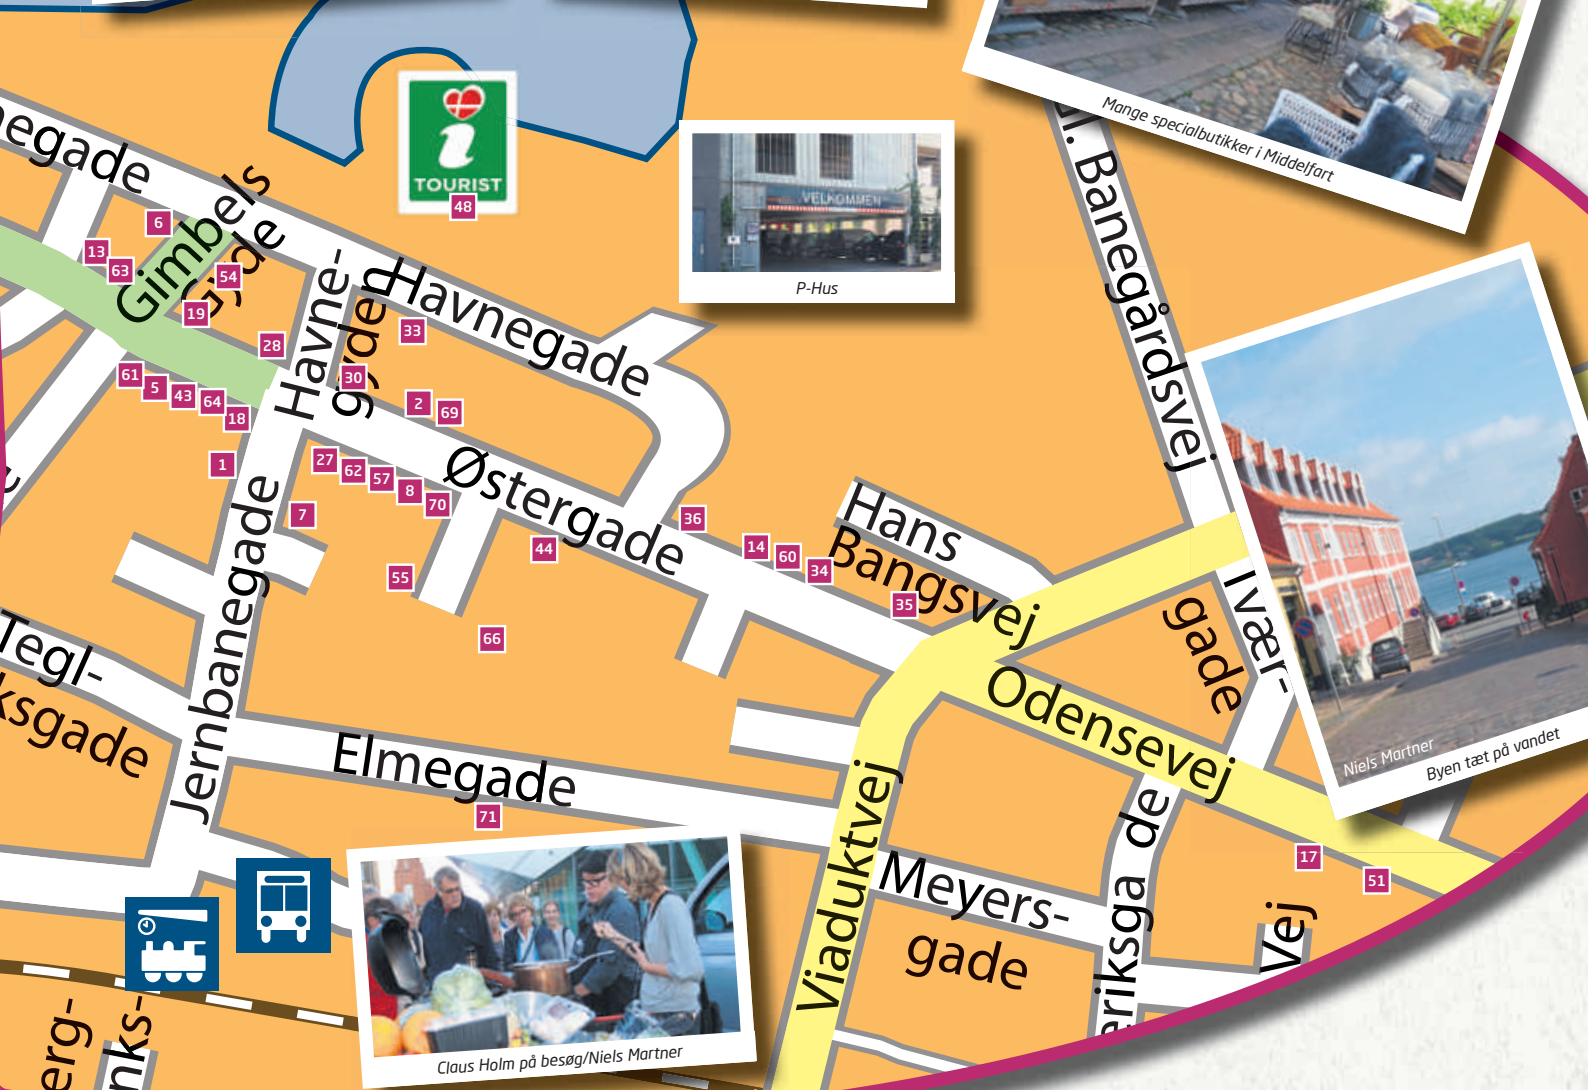 Mange specialbutikker i Middelfart
TOURIST
48
VELKOMMEN
P-Hus
negade
Gimbels
Gyde
6
13
63
54
19
28
Havne-
gyden
Havnegade
33
30
2
69
61
5
43
64
18
1
27
62
57
8
70
7
Østergade
44
55
66
36
14
60
34
35
Hans
Bangsvej
Gl. Banegårdsvej
Tvær-
gade
Niels Martner
Byen tæt på vandet
Odensevej
Jernbanegade
Tegl-
ksgade
Elmegade
71
Viaduktvej
Meyers-
gade
eriksga de
17
51
Vej
Claus Holm på besøg/Niels Martner
erg-
nks-